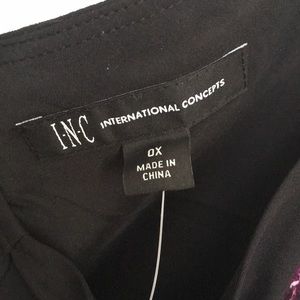 I·N·C INTERNATIONAL CONCEPTS
0X
MADE IN
CHINA